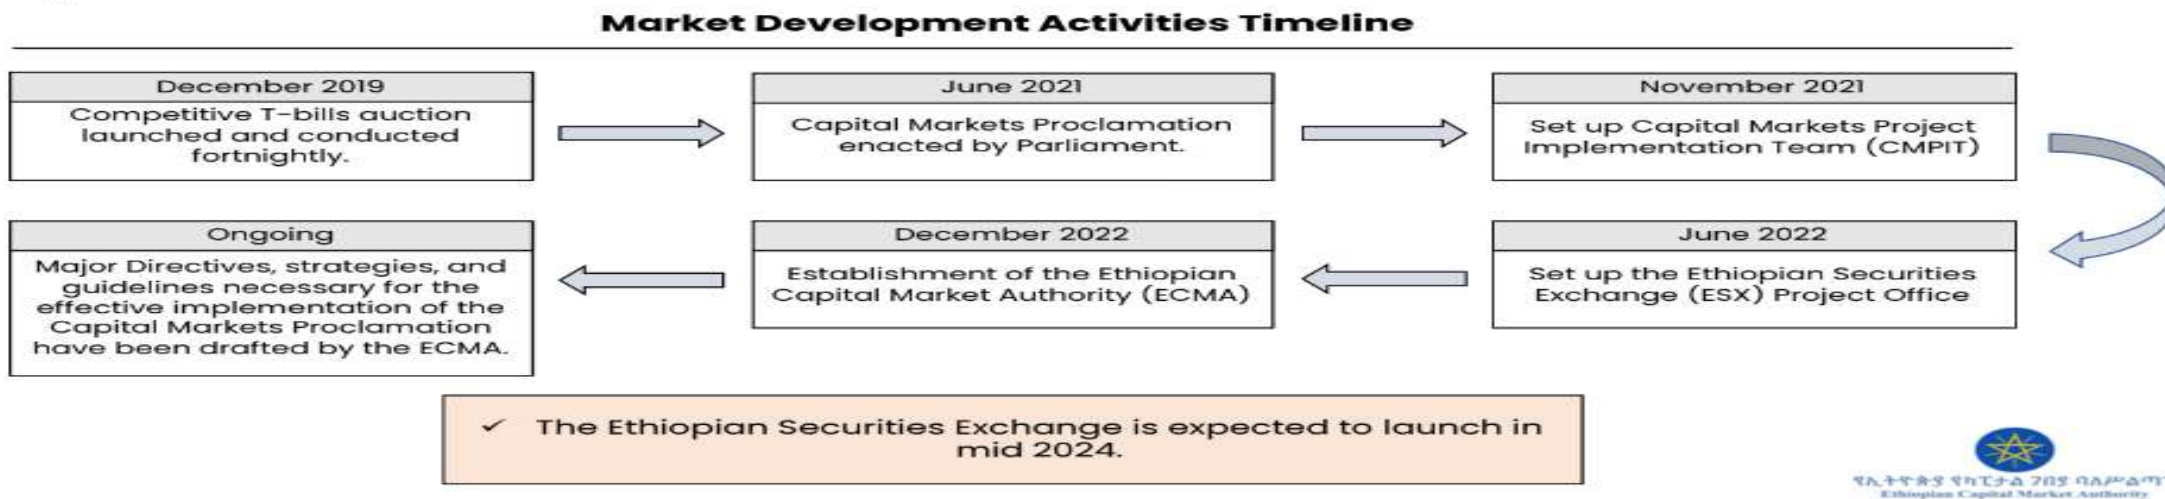 Market Development Activities Timeline
December 2019
Competitive T-bills auction
launched and conducted
fortnightly.
June 2021
Capital Markets Proclamation
enacted by Parliament.
November 2021
Set up Capital Markets Project
Implementation Team (CMPIT)
June 2022
Set up the Ethiopian Securities
Exchange (ESX) Project Office
December 2022
Establishment of the Ethiopian
Capital Market Authority (ECMA)
Ongoing
Major Directives, strategies, and
guidelines necessary for the
effective implementation of the
Capital Markets Proclamation
have been drafted by the ECMA.
✓ The Ethiopian Securities Exchange is expected to launch in
mid 2024.
የኢትዮጵያ የካፒታል ገበያ ባለሥልጣን
Ethiopian Capital Market Authority